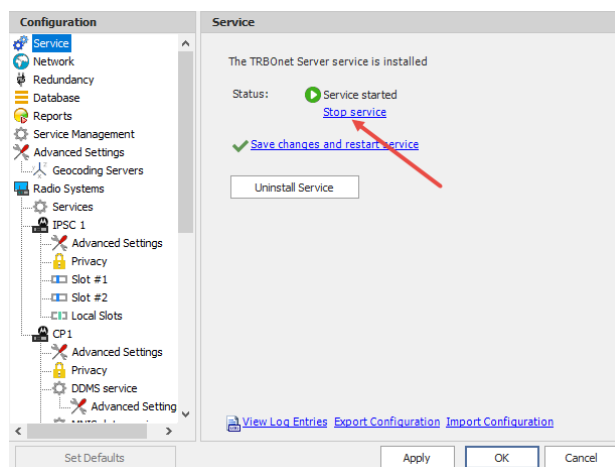 Configuration
Service
Network
Redundancy
Database
Reports
Service Management
Advanced Settings
Geocoding Servers
Radio Systems
Services
IPSC 1
Advanced Settings
Privacy
Slot #1
Slot #2
Local Slots
CP1
Advanced Settings
Privacy
DDMS service
Advanced Setting
Set Defaults
Service
The TRBOnet Server service is installed
Status: Service started
Stop service
Save changes and restart service
Uninstall Service
View Log Entries Export Configuration Import Configuration
Apply OK Cancel